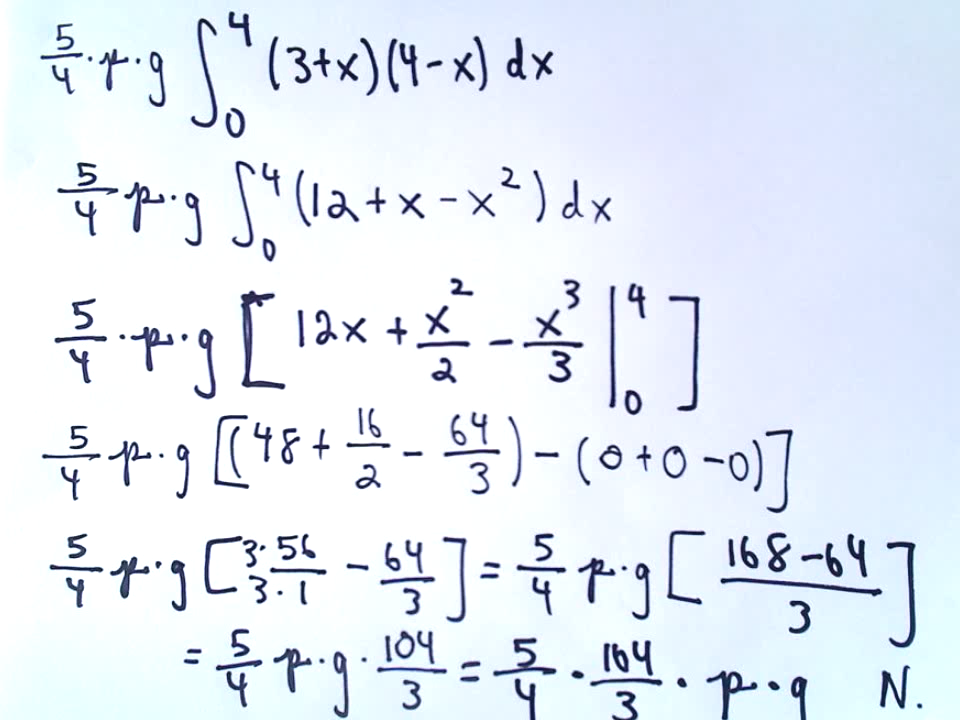 5/4 · p · g ∫₀⁴ (3+x)(4-x) dx
5/4 p·g ∫₀⁴ (12+x-x²) dx
5/4 · p · g [ 12x + x²/2 - x³/3 |₀⁴ ]
5/4 p·g [(48 + 16/2 - 64/3) - (0+0-0)]
5/4 p·g [ 3·56/3·1 - 64/3 ] = 5/4 p·g [ 168-64/3 ]
= 5/4 p·g · 104/3 = 5/4 · 104/3 · p·g N.